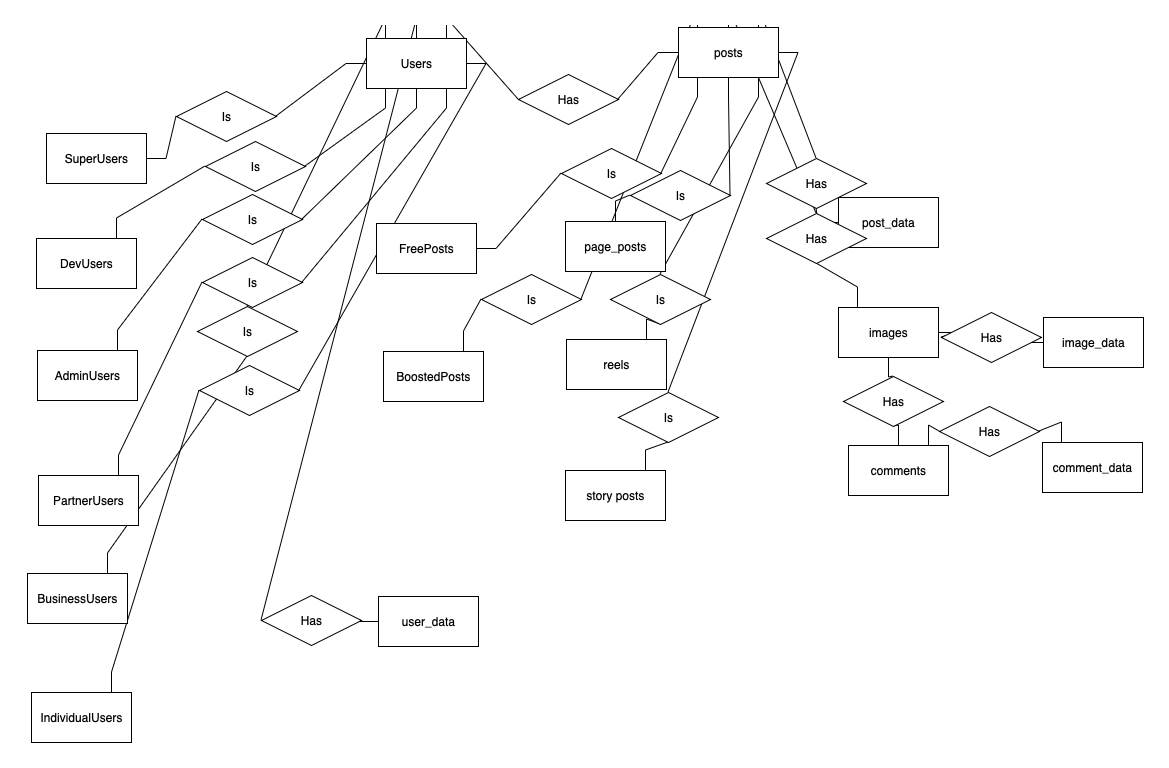 Users
posts
Has
Is
SuperUsers
Is
Is
Has
Is
post_data
Is
Has
FreePosts
page_posts
DevUsers
Is
Is
Is
Is
images
Has
image_data
reels
AdminUsers
BoostedPosts
Is
Has
Is
Has
comments
comment_data
story posts
PartnerUsers
BusinessUsers
Has
user_data
IndividualUsers